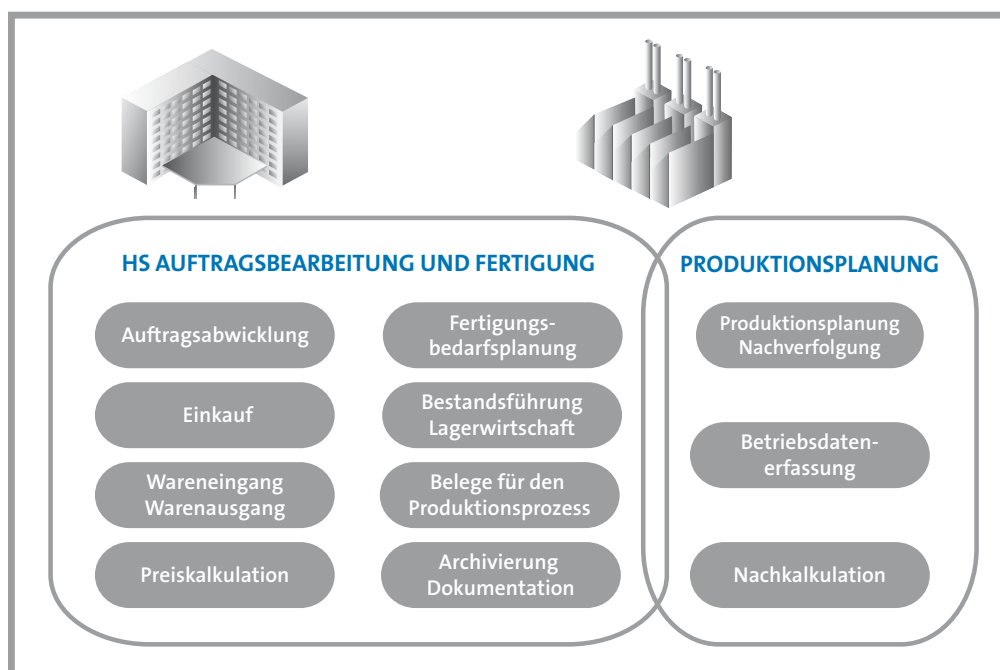 HS AUFTRAGSBEARBEITUNG UND FERTIGUNG
Auftragsabwicklung
Einkauf
Wareneingang
Warenausgang
Preiskalkulation
Fertigungs-
bedarfsplanung
Bestandsführung
Lagerwirtschaft
Belege für den
Produktionsprozess
Archivierung
Dokumentation
PRODUKTIONSPLANUNG
Produktionsplanung
Nachverfolgung
Betriebsdaten-
erfassung
Nachkalkulation